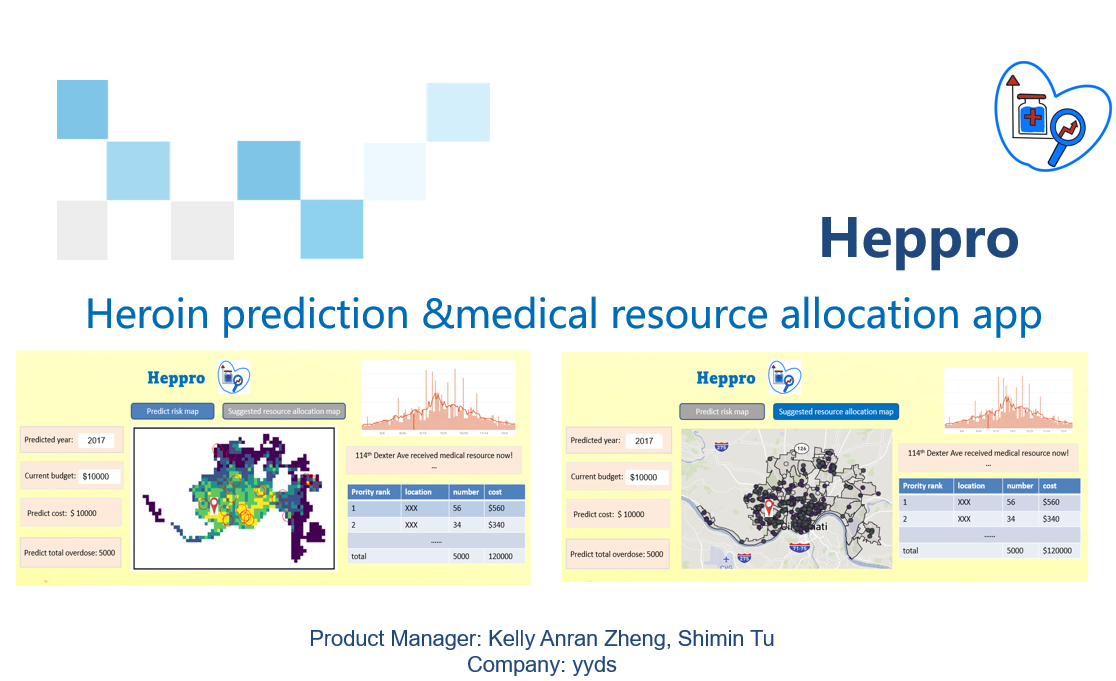 Heppro
Heroin prediction &medical resource allocation app
Heppro
Predict risk map
Suggested resource allocation map
Predicted year: 2017
Current budget: $10000
Predict cost: $ 10000
Predict total overdose: 5000
114th Dexter Ave received medical resource now!
...
Prority rank location number cost
1 XXX 56 $560
2 XXX 34 $340
......
total 5000 120000
Heppro
Predict risk map
Suggested resource allocation map
Predicted year: 2017
Current budget: $10000
Predict cost: $ 10000
Predict total overdose: 5000
126
275
71-75
114th Dexter Ave received medical resource now!
...
Prority rank location number cost
1 XXX 56 $560
2 XXX 34 $340
......
total 5000 $120000
Product Manager: Kelly Anran Zheng, Shimin Tu
Company: yyds